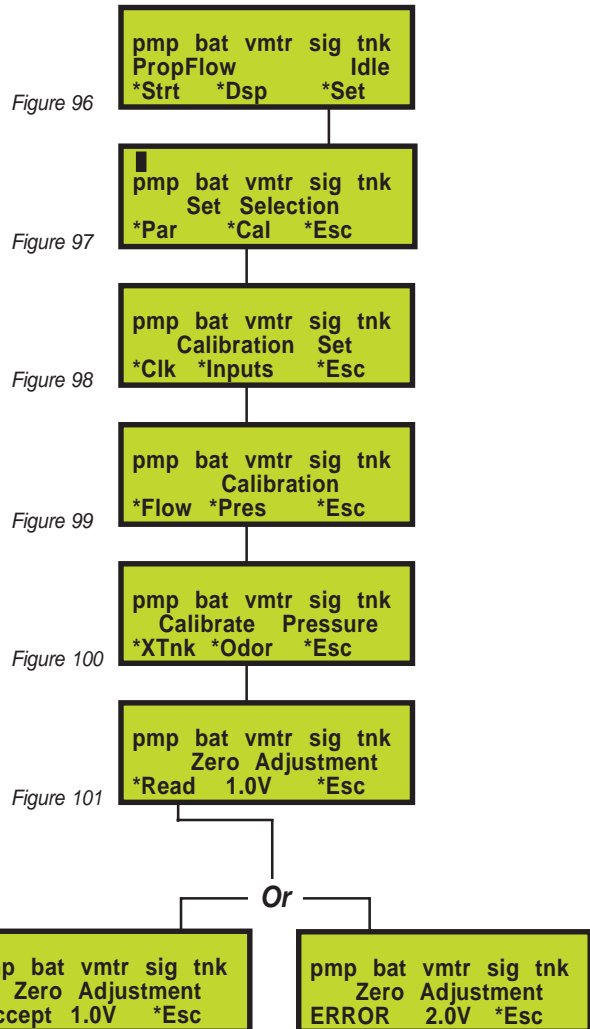 pmp bat vmtr sig tnk
PropFlow Idle
*Strt *Dsp *Set
Figure 96
pmp bat vmtr sig tnk
Set Selection
*Par *Cal *Esc
Figure 97
pmp bat vmtr sig tnk
Calibration Set
*Clk *Inputs *Esc
Figure 98
pmp bat vmtr sig tnk
Calibration
*Flow *Pres *Esc
Figure 99
pmp bat vmtr sig tnk
Calibrate Pressure
*XTnk *Odor *Esc
Figure 100
pmp bat vmtr sig tnk
Zero Adjustment
*Read 1.0V *Esc
Figure 101
Or
bat vmtr sig tnk
Zero Adjustment
1.0V *Esc
pmp bat vmtr sig tnk
Zero Adjustment
ERROR 2.0V *Esc